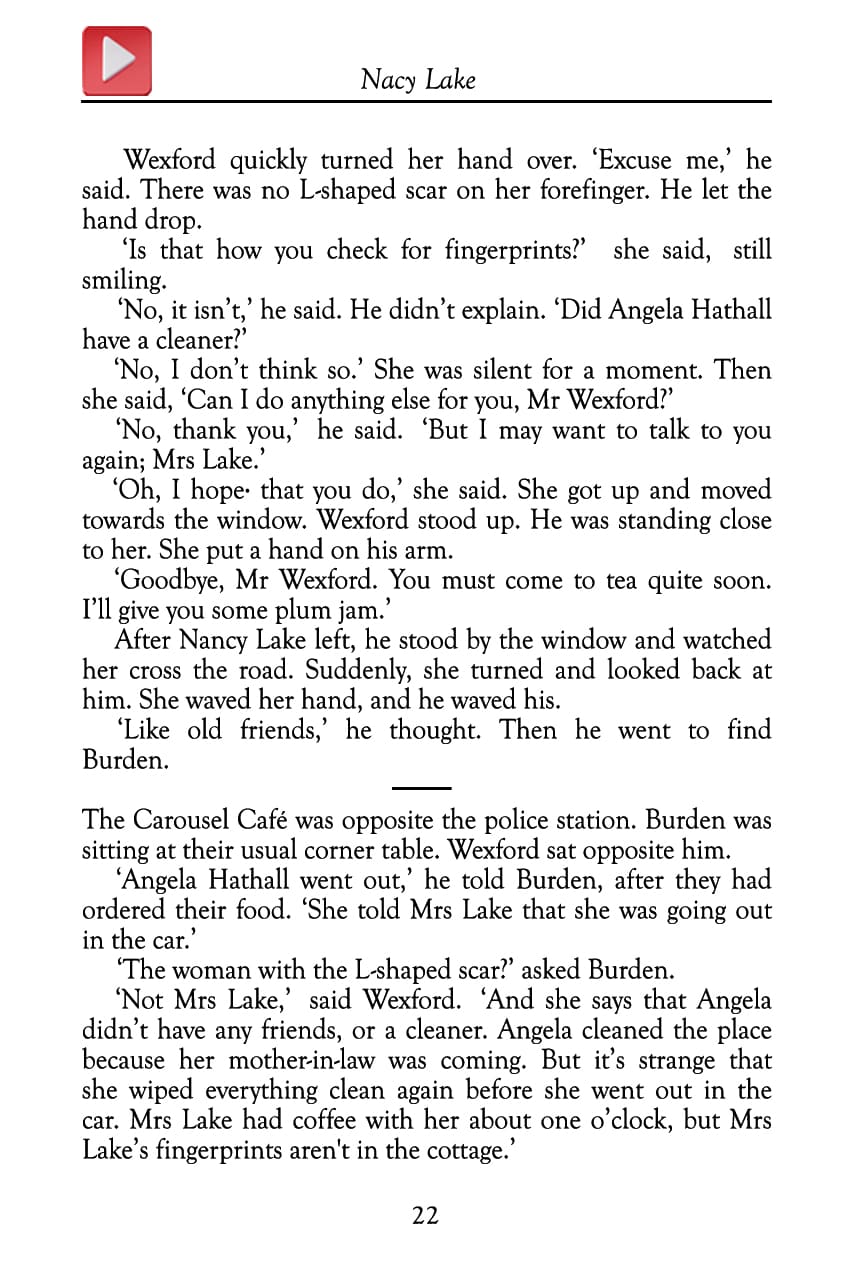 Nacy Lake
Wexford quickly turned her hand over. ‘Excuse me,’ he
said. There was no L-shaped scar on her forefinger. He let the
hand drop.
‘Is that how you check for fingerprints?’ she said, still
smiling.
‘No, it isn’t,’ he said. He didn’t explain. ‘Did Angela Hathall
have a cleaner?’
‘No, I don’t think so.’ She was silent for a moment. Then
she said, ‘Can I do anything else for you, Mr Wexford?’
‘No, thank you,’ he said. ‘But I may want to talk to you
again; Mrs Lake.’
‘Oh, I hope· that you do,’ she said. She got up and moved
towards the window. Wexford stood up. He was standing close
to her. She put a hand on his arm.
‘Goodbye, Mr Wexford. You must come to tea quite soon.
I’ll give you some plum jam.’
After Nancy Lake left, he stood by the window and watched
her cross the road. Suddenly, she turned and looked back at
him. She waved her hand, and he waved his.
‘Like old friends,’ he thought. Then he went to find
Burden.
The Carousel Café was opposite the police station. Burden was
sitting at their usual corner table. Wexford sat opposite him.
‘Angela Hathall went out,’ he told Burden, after they had
ordered their food. ‘She told Mrs Lake that she was going out
in the car.’
‘The woman with the L-shaped scar?’ asked Burden.
‘Not Mrs Lake,’ said Wexford. ‘And she says that Angela
didn’t have any friends, or a cleaner. Angela cleaned the place
because her mother-in-law was coming. But it’s strange that
she wiped everything clean again before she went out in the
car. Mrs Lake had coffee with her about one o’clock, but Mrs
Lake’s fingerprints aren't in the cottage.’
22